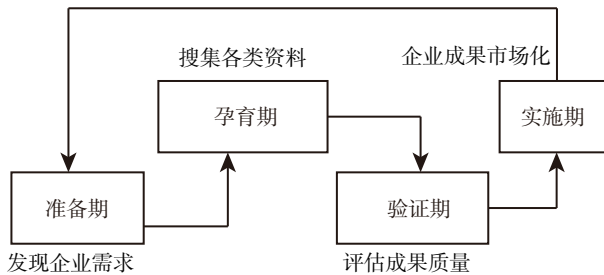 搜集各类资料
企业成果市场化
孕育期
实施期
准备期
验证期
发现企业需求
评估成果质量